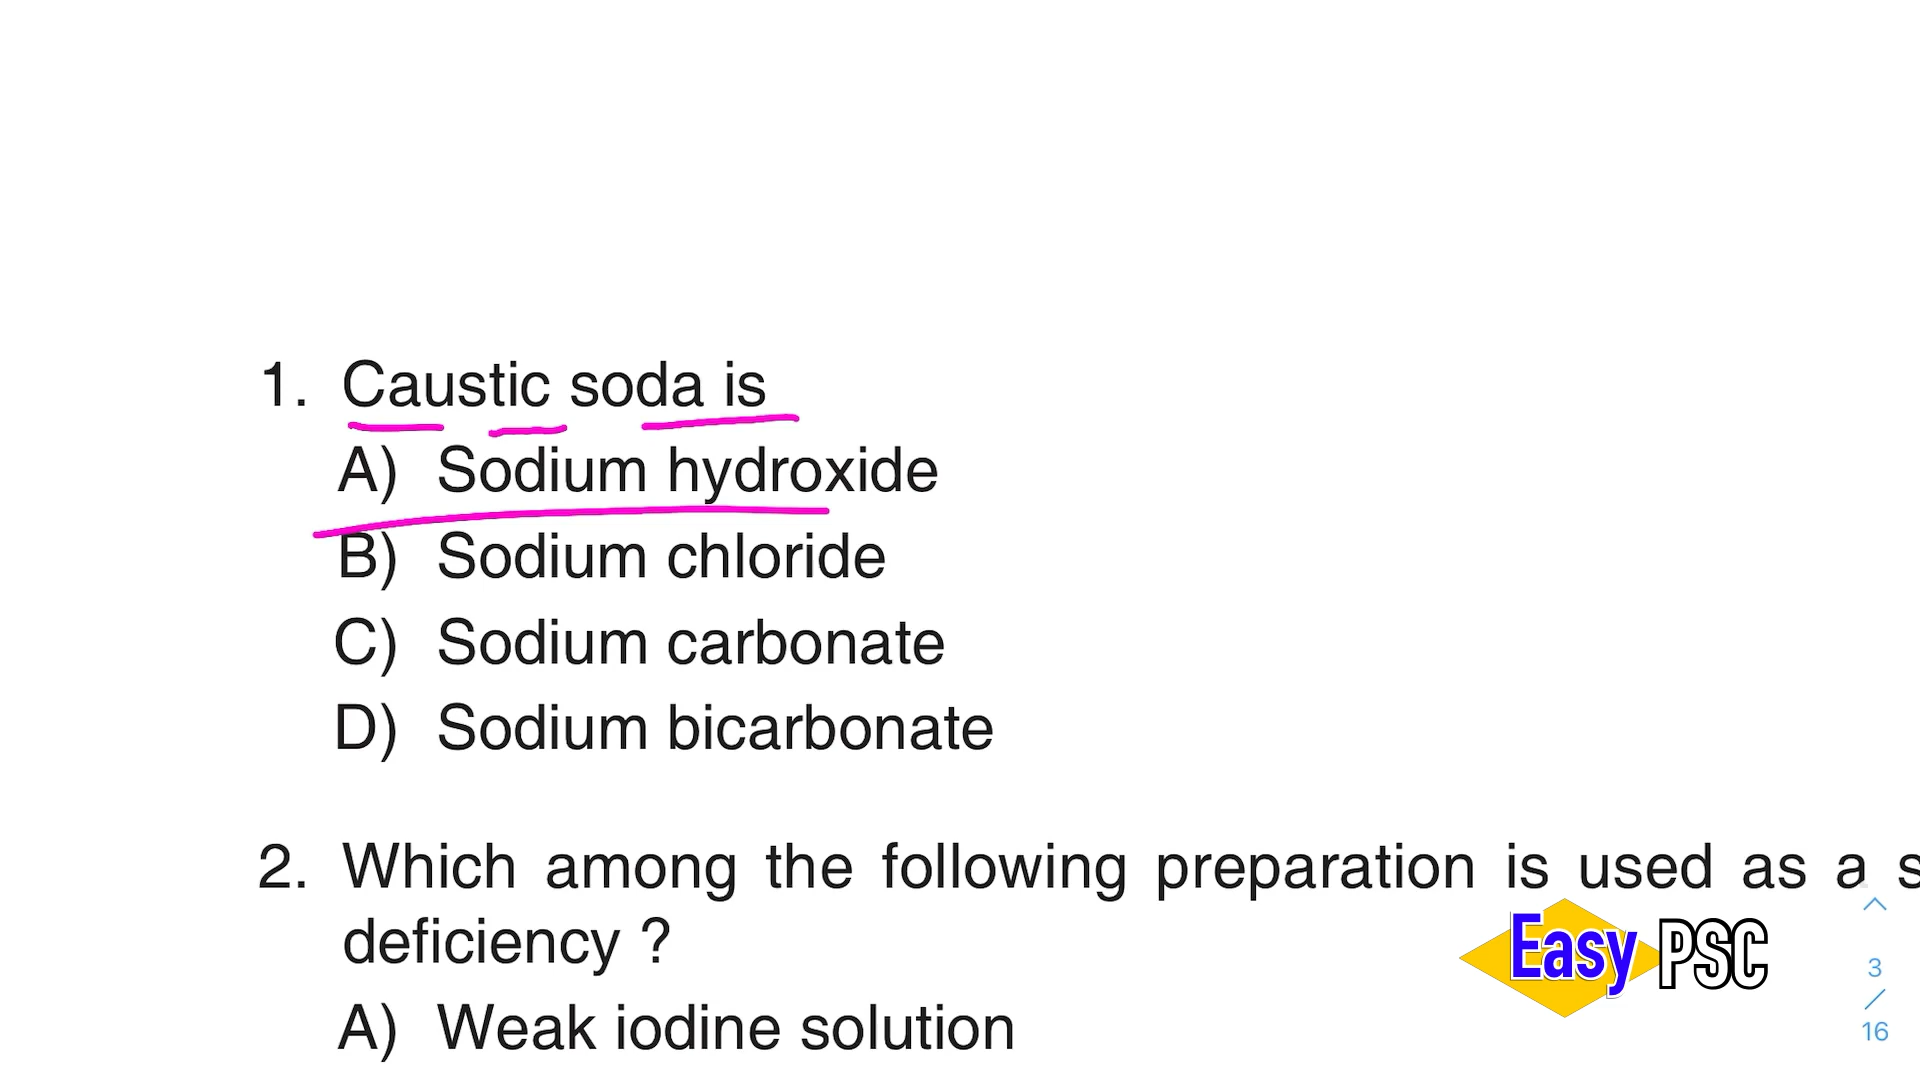 1. Caustic soda is
A) Sodium hydroxide
B) Sodium chloride
C) Sodium carbonate
D) Sodium bicarbonate
2. Which among the following preparation is used as a
deficiency ?
A) Weak iodine solution
Easy PSC
3
/
16